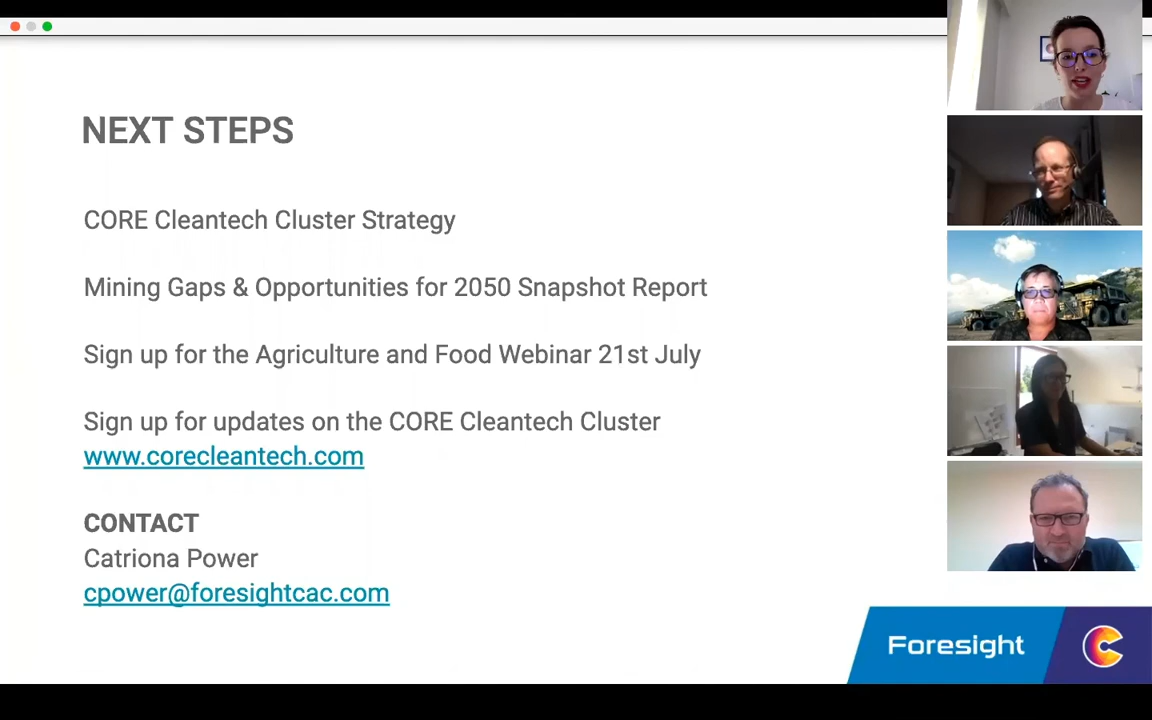 NEXT STEPS
CORE Cleantech Cluster Strategy
Mining Gaps & Opportunities for 2050 Snapshot Report
Sign up for the Agriculture and Food Webinar 21st July
Sign up for updates on the CORE Cleantech Cluster
www.corecleantech.com
CONTACT
Catriona Power
cpower@foresightcac.com
Foresight